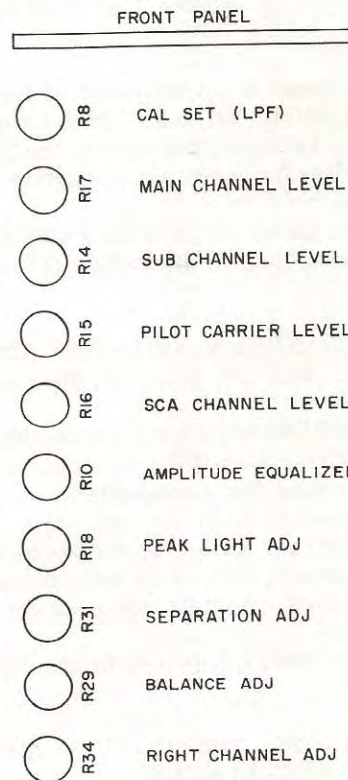 FRONT PANEL
R8 CAL SET (LPF)
R17 MAIN CHANNEL LEVEL
R14 SUB CHANNEL LEVEL
R15 PILOT CARRIER LEVEL
R16 SCA CHANNEL LEVEL
R10 AMPLITUDE EQUALIZER
R18 PEAK LIGHT ADJ
R31 SEPARATION ADJ
R29 BALANCE ADJ
R34 RIGHT CHANNEL ADJ